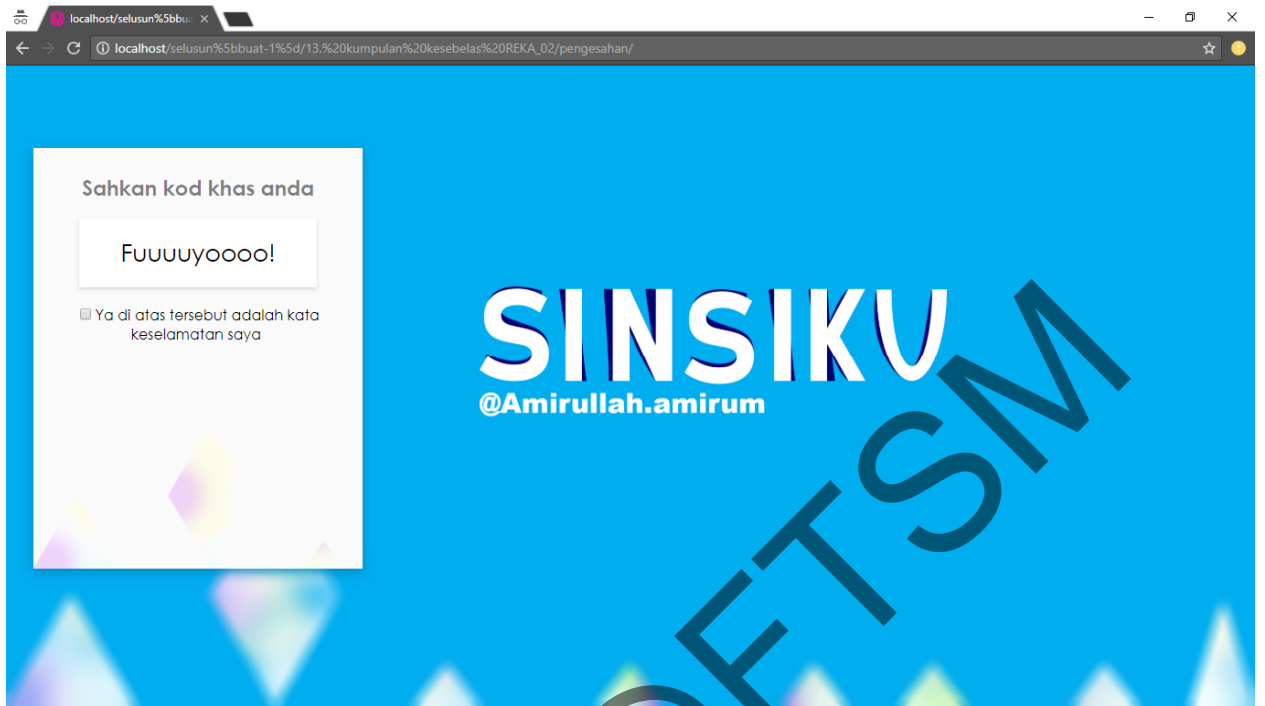 localhost/selusun%5bbua
localhost/selusun%5bbuat-1%5d/13.%20kumpulan%20kesebelas%20REKA_02/pengesahan/
Sahkan kod khas anda
Fuuuuyoooo!
Ya di atas tersebut adalah kata
keselamatan saya
SINSIKU
@Amirullah.amirum
FTSM